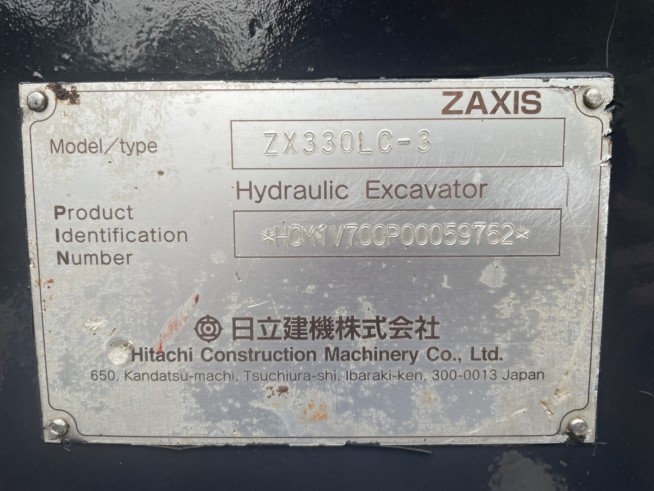 ZAXIS
Model/type ZX330LC-3
Hydraulic Excavator
Product
Identification
Number
*HCM1V700P00059762*
日立建機株式会社
Hitachi Construction Machinery Co., Ltd.
650, Kandatsu-machi, Tsuchiura-shi, Ibaraki-ken, 300-0013 Japan